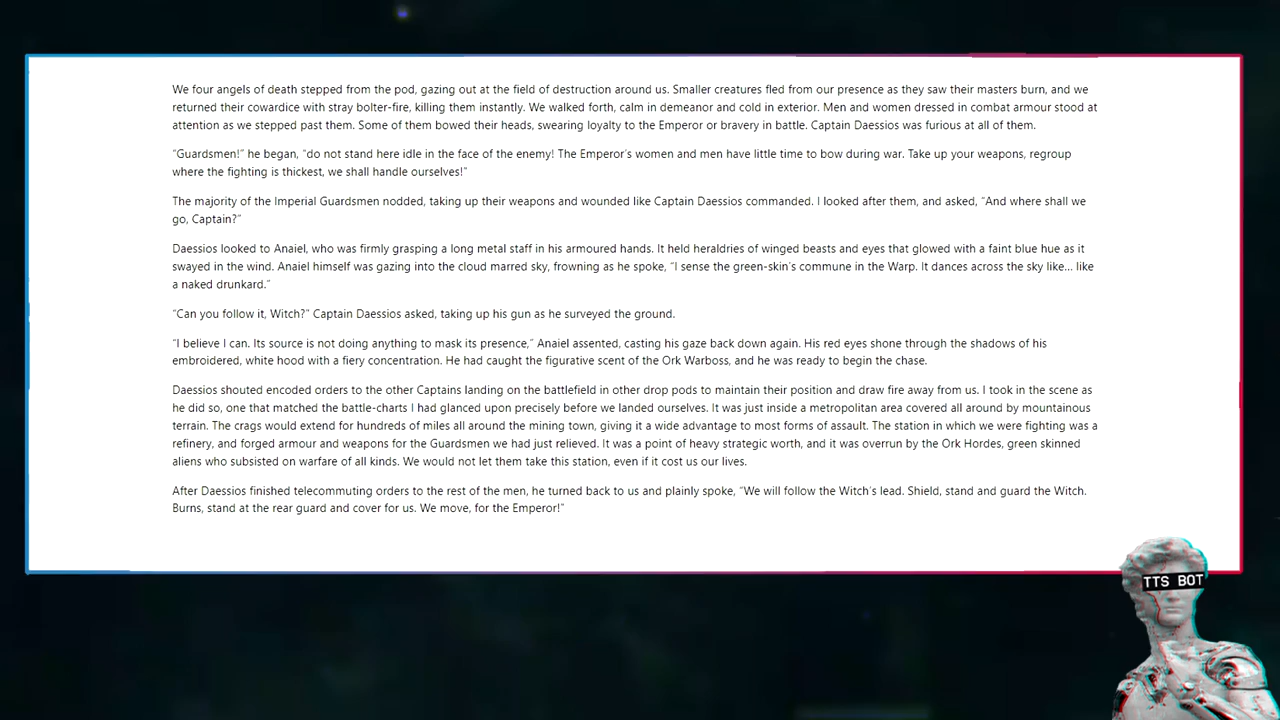 We four angels of death stepped from the pod, gazing out at the field of destruction around us. Smaller creatures fled from our presence as they saw their masters burn, and we
returned their cowardice with stray bolter-fire, killing them instantly. We walked forth, calm in demeanor and cold in exterior. Men and women dressed in combat armour stood at
attention as we stepped past them. Some of them bowed their heads, swearing loyalty to the Emperor or bravery in battle. Captain Daessios was furious at all of them.
“Guardsmen!” he began, “do not stand here idle in the face of the enemy! The Emperor’s women and men have little time to bow during war. Take up your weapons, regroup
where the fighting is thickest, we shall handle ourselves!”
The majority of the Imperial Guardsmen nodded, taking up their weapons and wounded like Captain Daessios commanded. I looked after them, and asked, “And where shall we
go, Captain?”
Daessios looked to Anaiel, who was firmly grasping a long metal staff in his armoured hands. It held heraldries of winged beasts and eyes that glowed with a faint blue hue as it
swayed in the wind. Anaiel himself was gazing into the cloud marred sky, frowning as he spoke, “I sense the green-skin’s commune in the Warp. It dances across the sky like... like
a naked drunkard.”
“Can you follow it, Witch?” Captain Daessios asked, taking up his gun as he surveyed the ground.
“I believe I can. Its source is not doing anything to mask its presence,” Anaiel assented, casting his gaze back down again. His red eyes shone through the shadows of his
embroidered, white hood with a fiery concentration. He had caught the figurative scent of the Ork Warboss, and he was ready to begin the chase.
Daessios shouted encoded orders to the other Captains landing on the battlefield in other drop pods to maintain their position and draw fire away from us. I took in the scene as
he did so, one that matched the battle-charts I had glanced upon precisely before we landed ourselves. It was just inside a metropolitan area covered all around by mountainous
terrain. The crags would extend for hundreds of miles all around the mining town, giving it a wide advantage to most forms of assault. The station in which we were fighting was a
refinery, and forged armour and weapons for the Guardsmen we had just relieved. It was a point of heavy strategic worth, and it was overrun by the Ork Hordes, green skinned
aliens who subsisted on warfare of all kinds. We would not let them take this station, even if it cost us our lives.
After Daessios finished telecommuting orders to the rest of the men, he turned back to us and plainly spoke, “We will follow the Witch’s lead. Shield, stand and guard the Witch.
Burns, stand at the rear guard and cover for us. We move, for the Emperor!”
TTS BOT